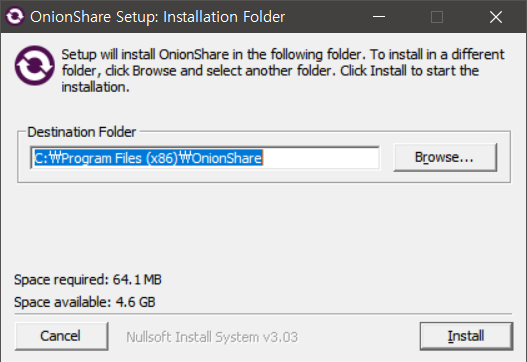 OnionShare Setup: Installation Folder
Setup will install OnionShare in the following folder. To install in a different
folder, click Browse and select another folder. Click Install to start the
installation.
Destination Folder
C:₩Program Files (x86)₩OnionShare
Browse...
Space required: 64.1 MB
Space available: 4.6 GB
Cancel
Nullsoft Install System v3.03
Install